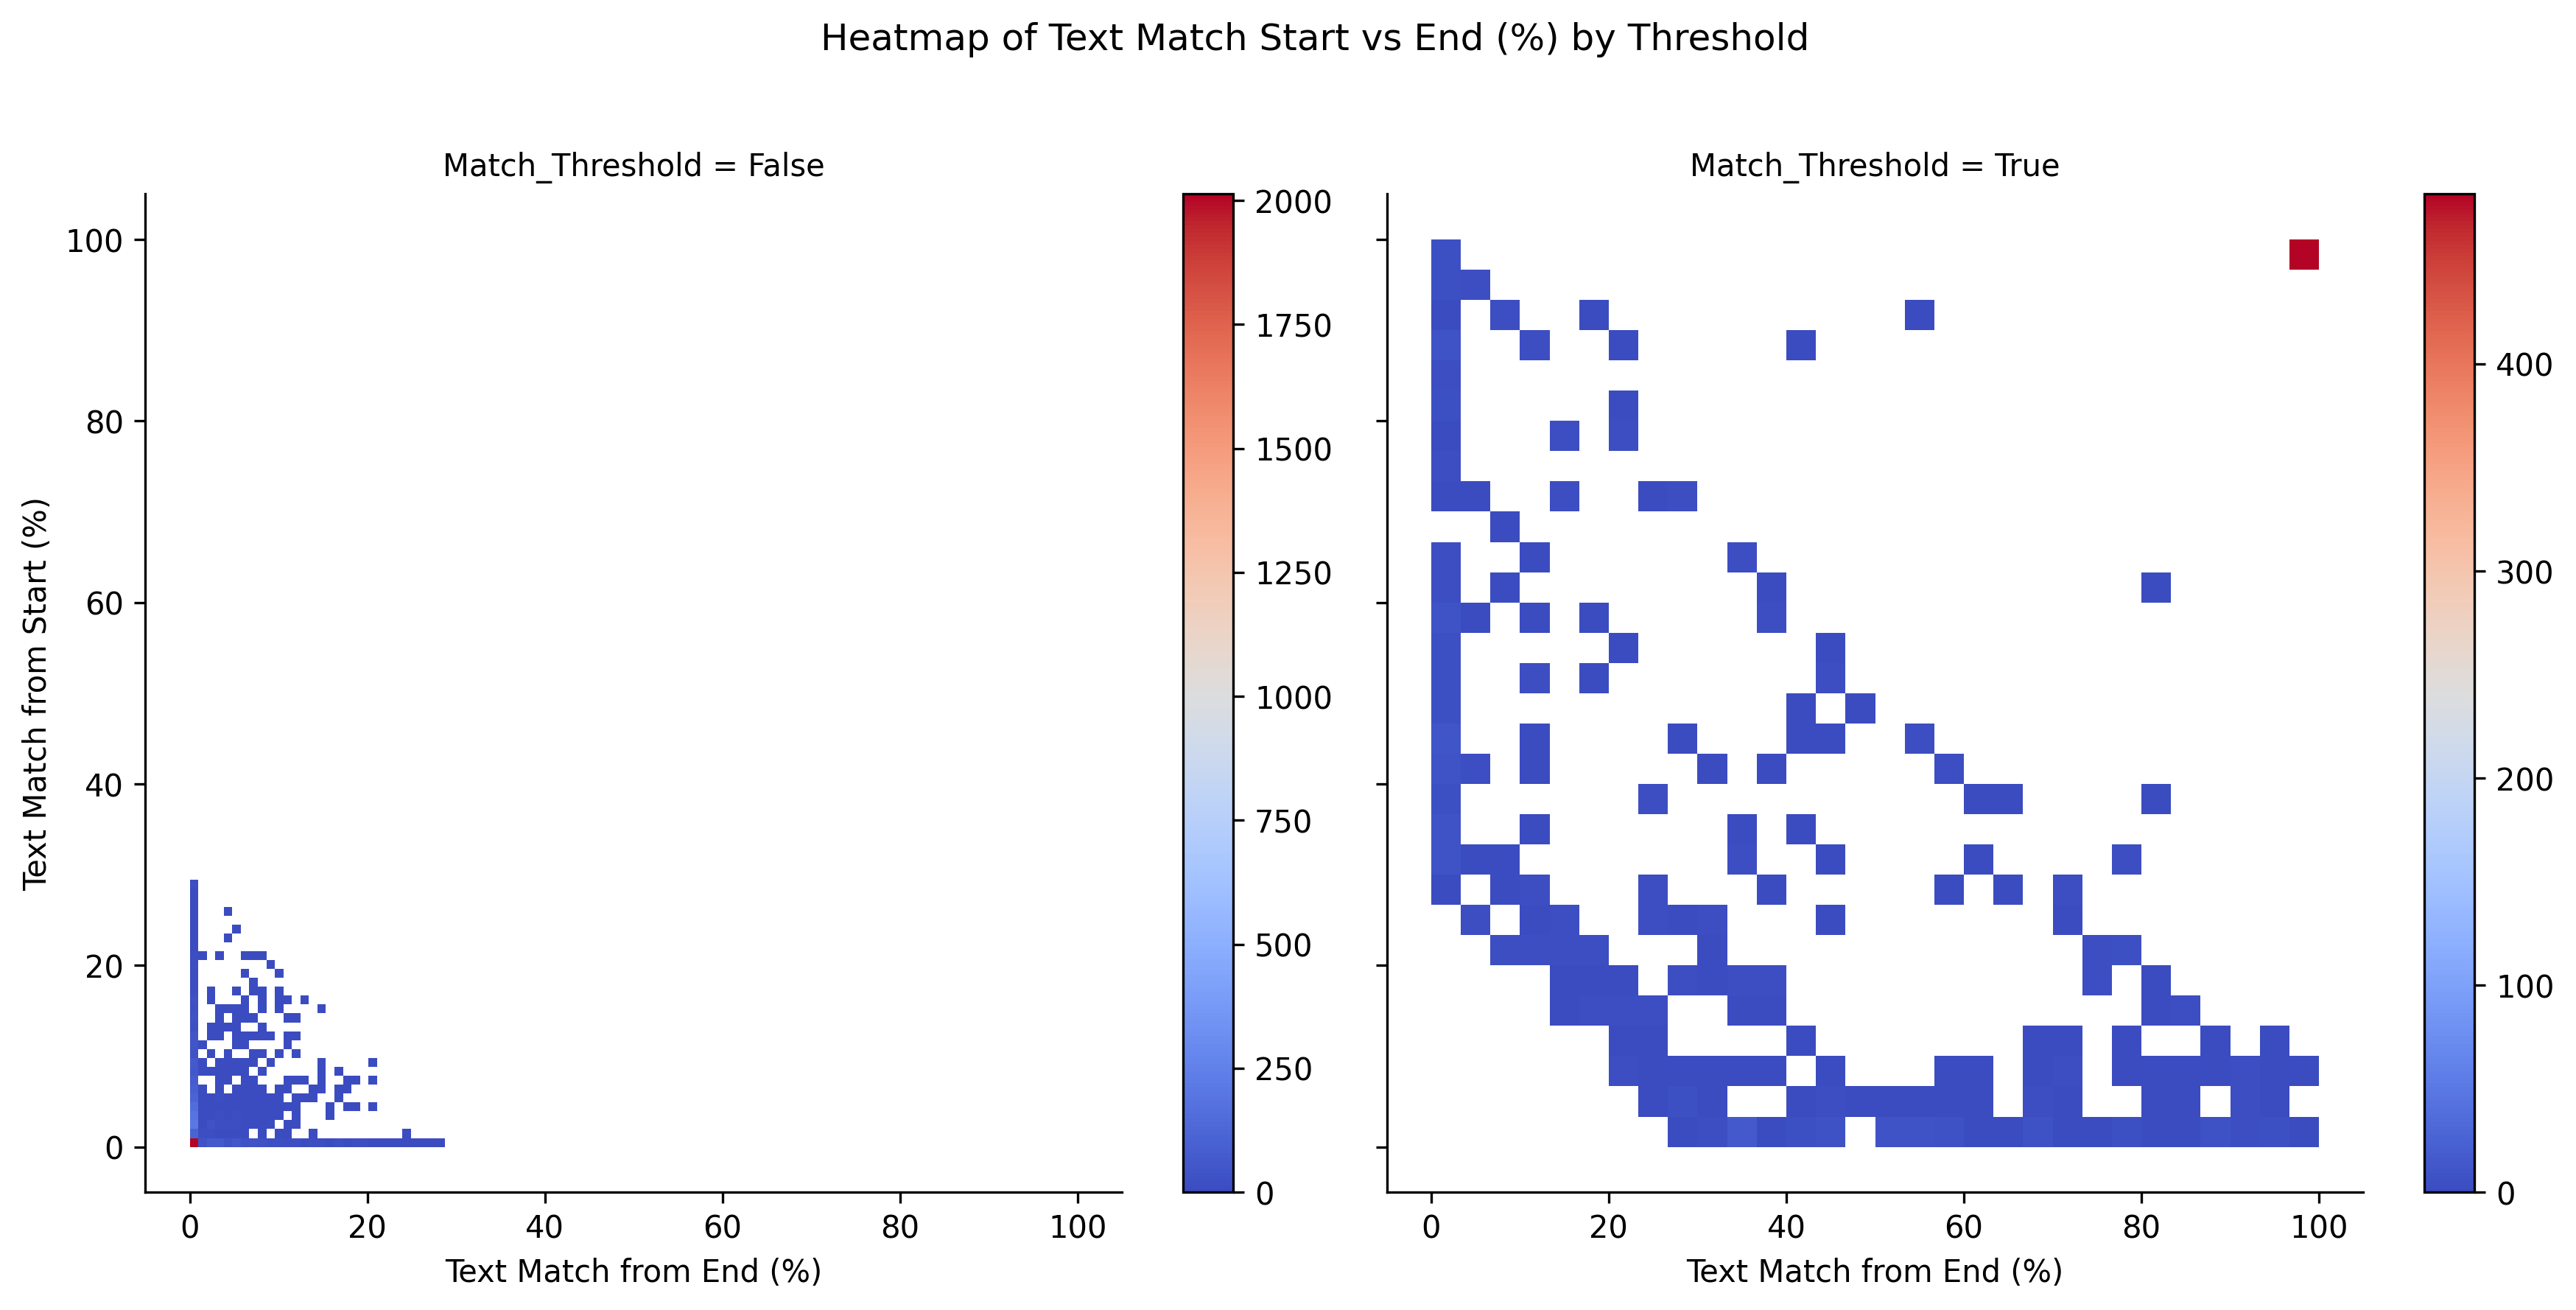 Heatmap of Text Match Start vs End (%) by Threshold
Match_Threshold = False
Match_Threshold = True
Text Match from Start (%)
100
80
60
40
20
0
0 20 40 60 80 100
Text Match from End (%)
2000
1750
1500
1250
1000
750
500
250
0
0 20 40 60 80 100
Text Match from End (%)
400
300
200
100
0